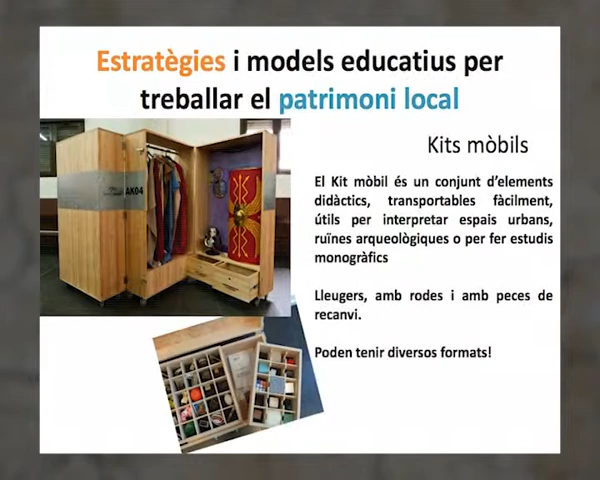 Estratègies i models educatius per
treballar el patrimoni local
Kits mòbils
AK04
El Kit mòbil és un conjunt d'elements
didàctics, transportables fàcilment,
útils per interpretar espais urbans,
ruïnes arqueològiques o per fer estudis
monogràfics
Lleugers, amb rodes i amb peces de
recanvi.
Poden tenir diversos formats!